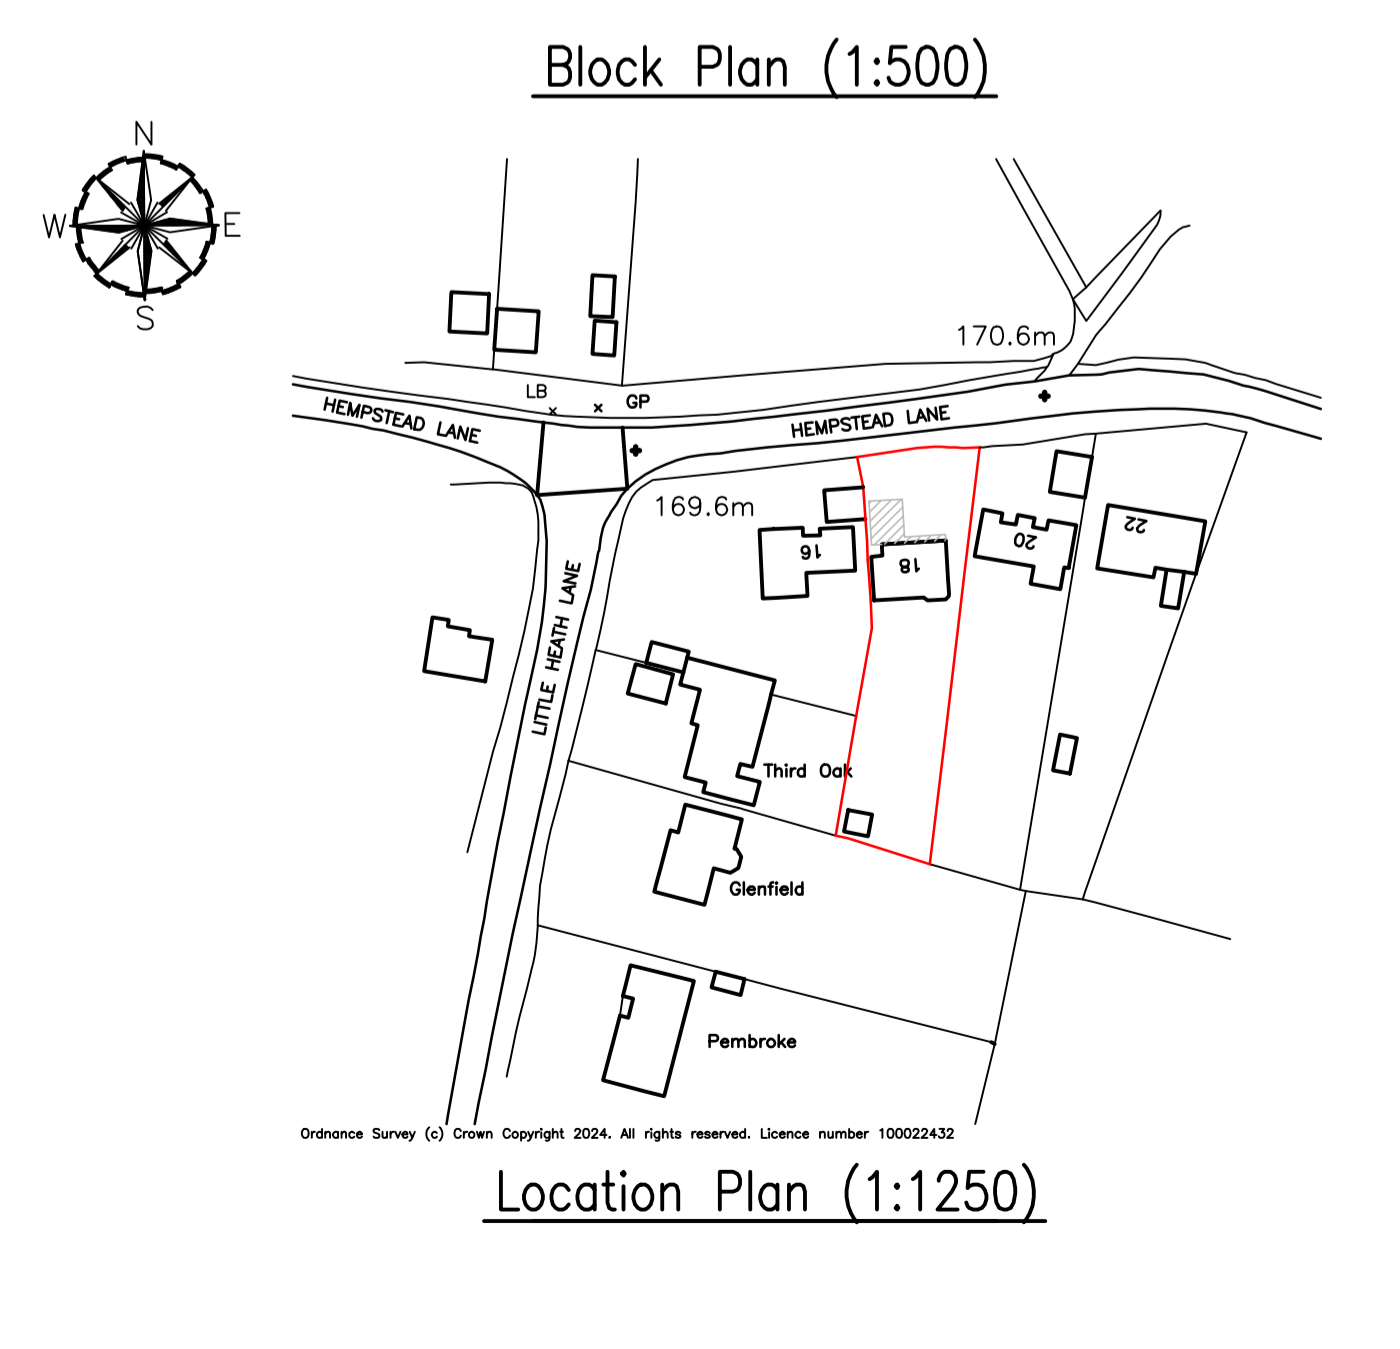 Block Plan (1:500)
N
W
E
S
170.6m
LB
GP
HEMPSTEAD LANE
HEMPSTEAD LANE
169.6m
22
20
16
18
LITTLE HEATH LANE
Third Oak
Glenfield
Pembroke
Ordnance Survey (c) Crown Copyright 2024. All rights reserved. Licence number 100022432
Location Plan (1:1250)